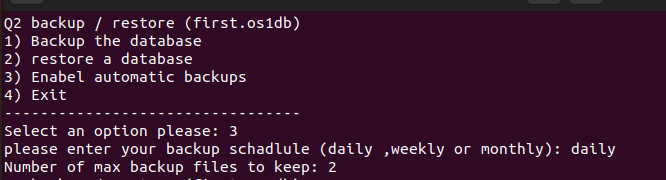 Q2 backup / restore (first.os1db)
1) Backup the database
2) restore a database
3) Enabel automatic backups
4) Exit
---------------------------------
Select an option please: 3
please enter your backup schadlule (daily ,weekly or monthly): daily
Number of max backup files to keep: 2